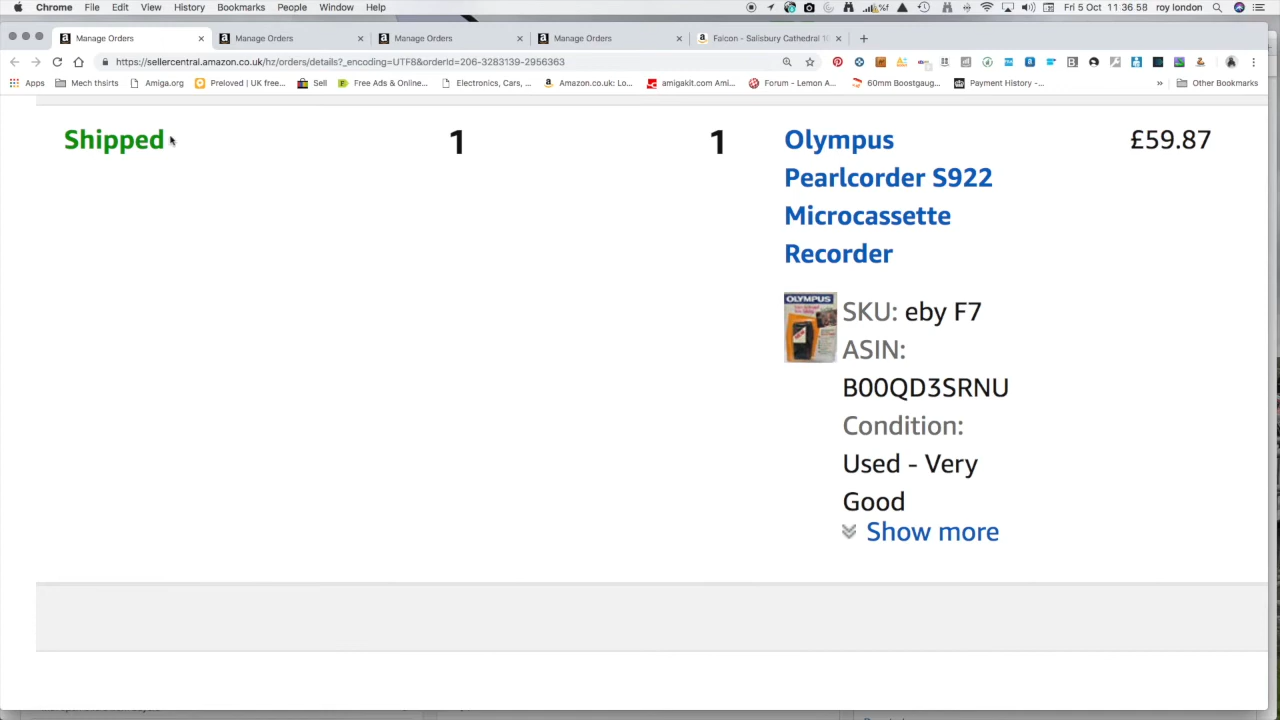 Chrome File Edit View History Bookmarks People Window Help Fri 5 Oct 11:36:58 roy london
Manage Orders Manage Orders Manage Orders Manage Orders Falcon - Salisbury Cathedral 10
https://sellercentral.amazon.co.uk/hz/orders/details?_encoding=UTF8&orderId=206-3283139-2956363
Apps Mech thsirts Amiga.org Preloved | UK free... Sell Free Ads & Online... Electronics, Cars, ... Amazon.co.uk: Lo... amigakit.com Ami... Forum - Lemon A... 60mm Boostgaug... Payment History -... » Other Bookmarks
Shipped 1 1 Olympus £59.87
Pearlcorder S922
Microcassette
Recorder
OLYMPUS
SKU: eby F7
ASIN:
B00QD3SRNU
Condition:
Used - Very
Good
Show more